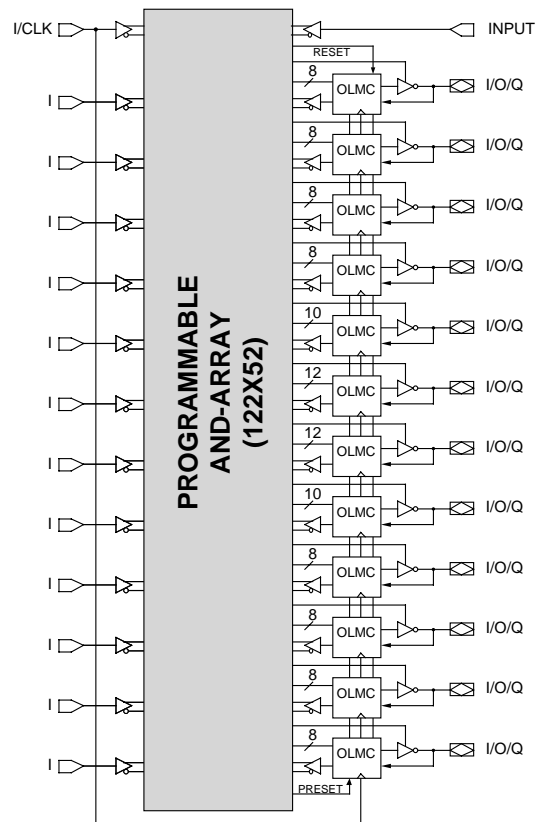 I/CLK INPUT
RESET
8 OLMC I/O/Q
I
8 OLMC I/O/Q
I
8 OLMC I/O/Q
I
8 OLMC I/O/Q
I
10 OLMC I/O/Q
I
12 OLMC I/O/Q
I
12 OLMC I/O/Q
I
10 OLMC I/O/Q
I
8 OLMC I/O/Q
I
8 OLMC I/O/Q
I
8 OLMC I/O/Q
I
8 OLMC I/O/Q
I
PRESET
PROGRAMMABLE
AND-ARRAY
(122X52)